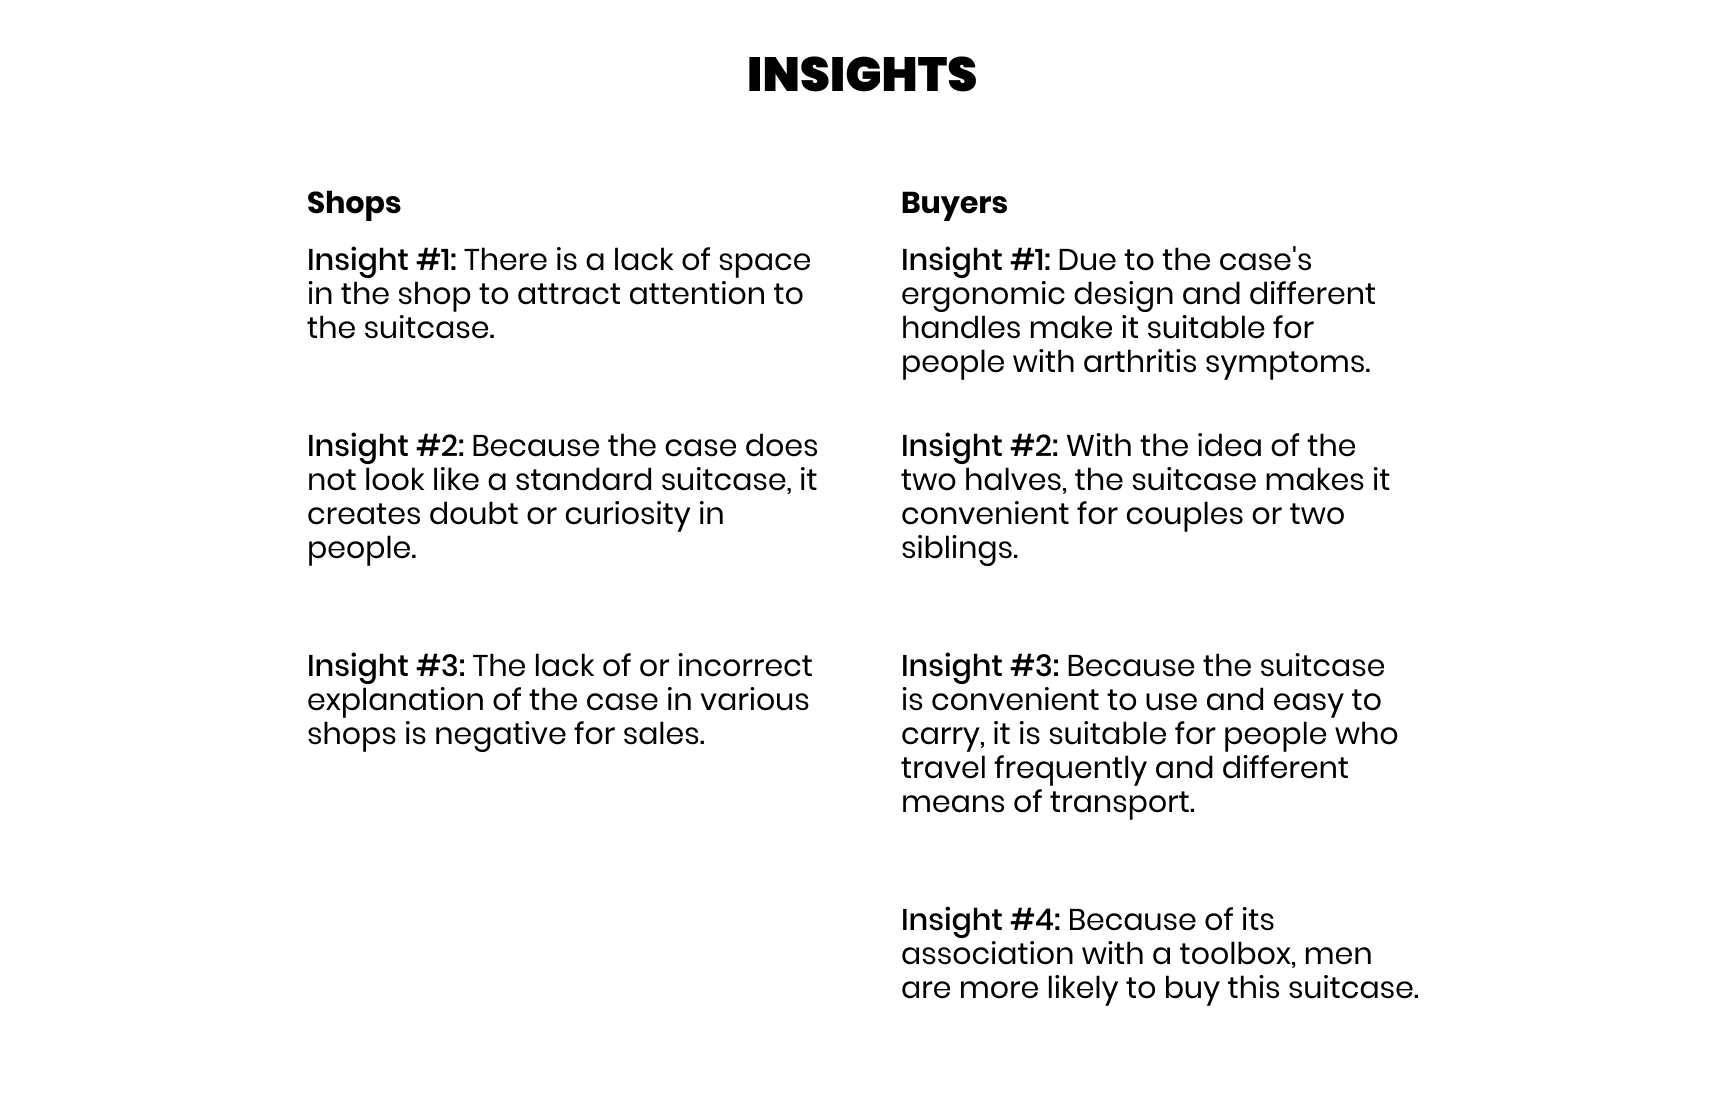 INSIGHTS
Shops
Insight #1: There is a lack of space
in the shop to attract attention to
the suitcase.
Insight #2: Because the case does
not look like a standard suitcase, it
creates doubt or curiosity in
people.
Insight #3: The lack of or incorrect
explanation of the case in various
shops is negative for sales.
Buyers
Insight #1: Due to the case's
ergonomic design and different
handles make it suitable for
people with arthritis symptoms.
Insight #2: With the idea of the
two halves, the suitcase makes it
convenient for couples or two
siblings.
Insight #3: Because the suitcase
is convenient to use and easy to
carry, it is suitable for people who
travel frequently and different
means of transport.
Insight #4: Because of its
association with a toolbox, men
are more likely to buy this suitcase.